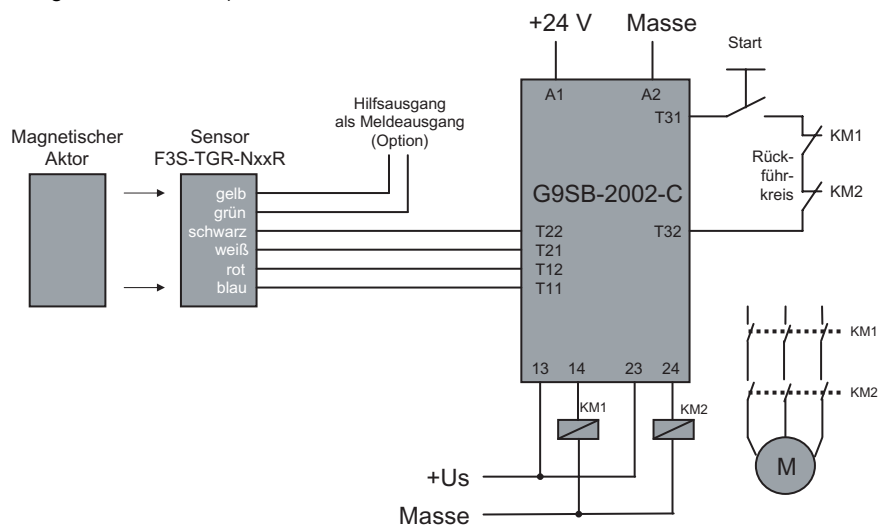 +24 V
Masse
Start
A1
A2
T31
Hilfsausgang
als Meldeausgang
(Option)
Magnetischer
Aktor
Sensor
F3S-TGR-NxxR
KM1
Rück-
führ-
kreis
KM2
gelb
grün
schwarz
weiß
rot
blau
G9SB-2002-C
T22
T21
T12
T11
T32
KM1
KM2
13
14
23
24
KM1
KM2
M
+Us
Masse